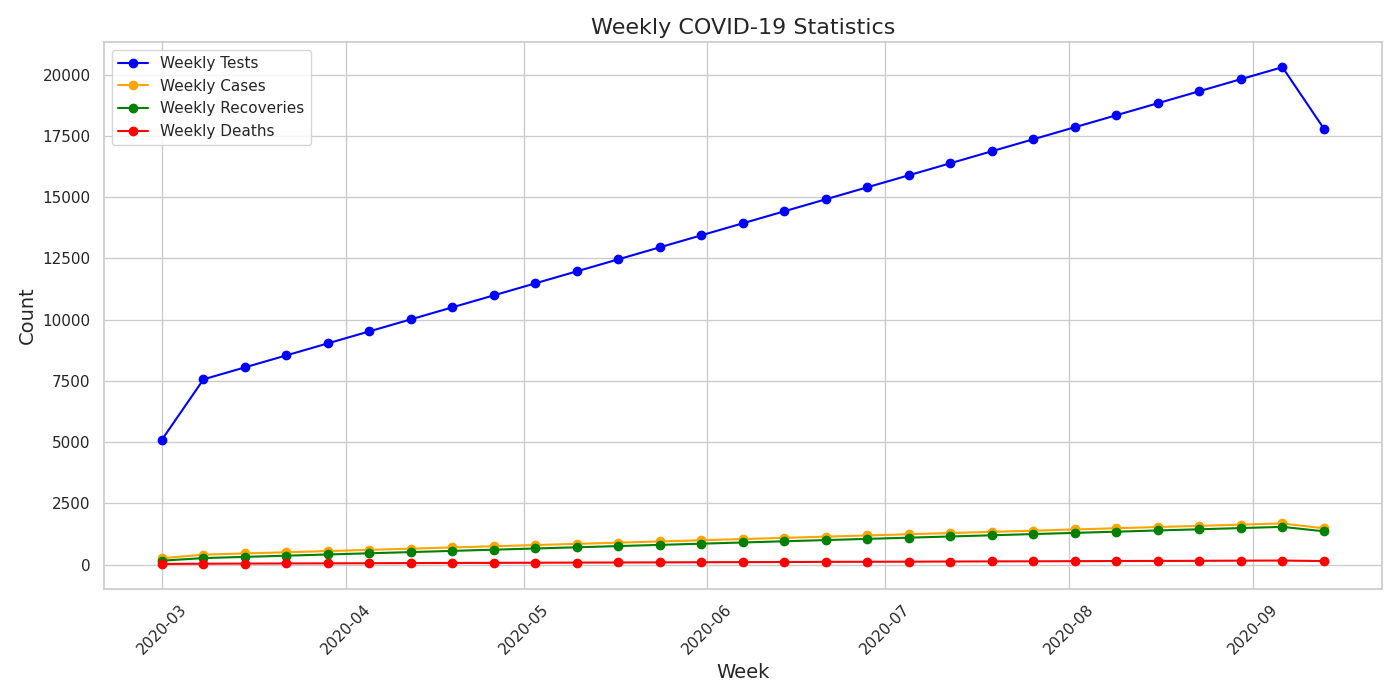 Weekly COVID-19 Statistics
Weekly Tests
Weekly Cases
Weekly Recoveries
Weekly Deaths
Count
20000
17500
15000
12500
10000
7500
5000
2500
0
2020-03
2020-04
2020-05
2020-06
2020-07
2020-08
2020-09
Week